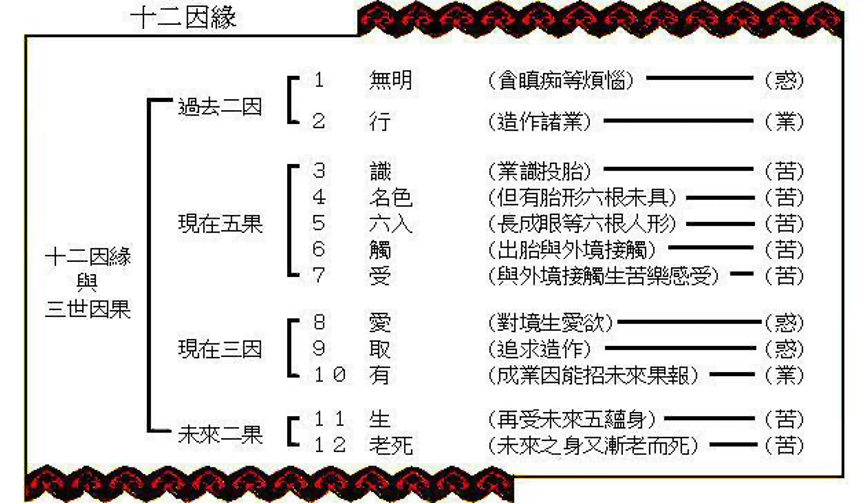 十二因緣
十二因緣
與
三世因果
過去二因
1 無明 (貪瞋痴等煩惱) (惑)
2 行 (造作諸業) (業)
現在五果
3 識 (業識投胎) (苦)
4 名色 (但有胎形六根未具) (苦)
5 六入 (長成眼等六根人形) (苦)
6 觸 (出胎與外境接觸) (苦)
7 受 (與外境接觸生苦樂感受) (苦)
現在三因
8 愛 (對境生愛欲) (惑)
9 取 (追求造作) (惑)
10 有 (成業因能招未來果報) (業)
未來二果
11 生 (再受未來五蘊身) (苦)
12 老死 (未來之身又漸老而死) (苦)